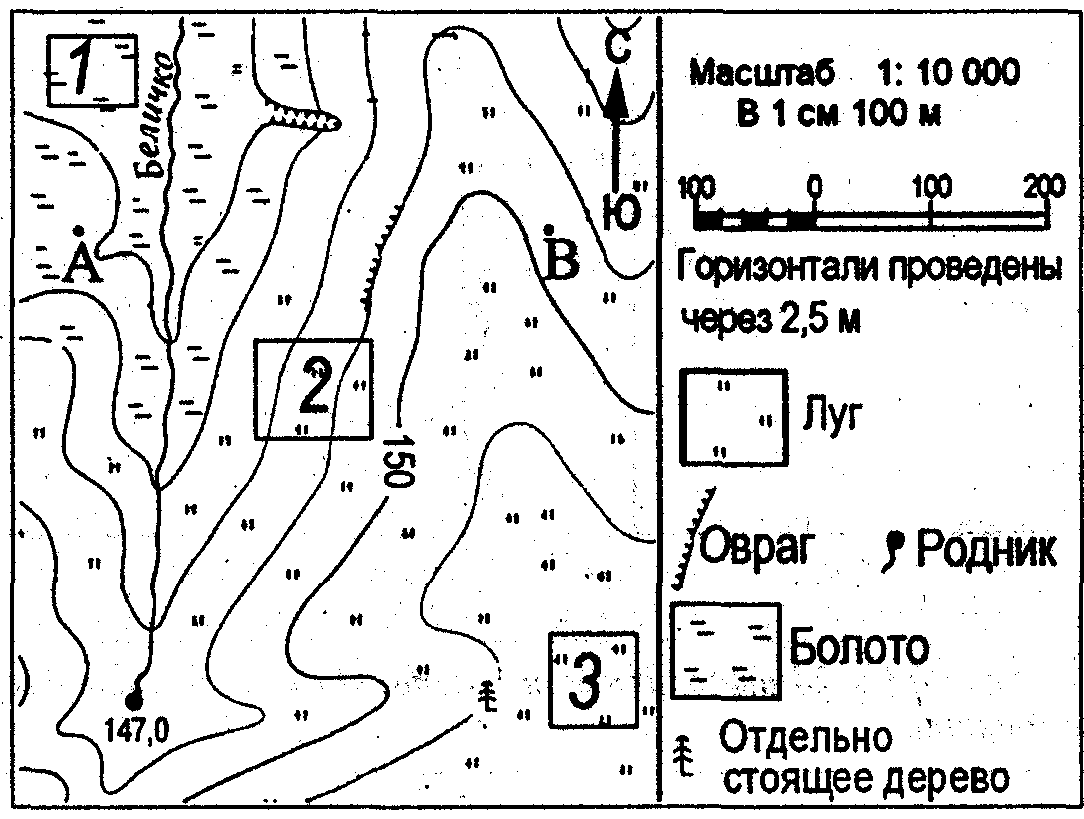 1
Беличко
С
Ю
А
В
2
150
3
147,0
Масштаб 1: 10 000
В 1 см 100 м
100 0 100 200
Горизонтали проведены
через 2,5 м
Луг
Овраг
Родник
Болото
Отдельно
стоящее дерево